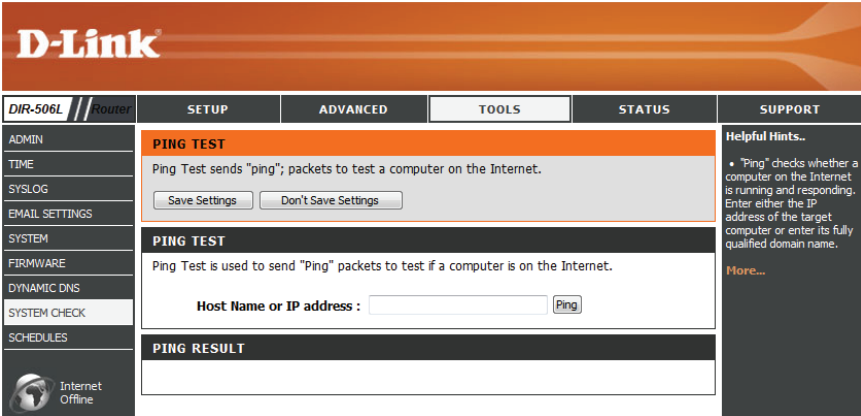 D-Link
DIR-506L // Router
SETUP
ADVANCED
TOOLS
STATUS
SUPPORT
ADMIN
TIME
SYSLOG
EMAIL SETTINGS
SYSTEM
FIRMWARE
DYNAMIC DNS
SYSTEM CHECK
SCHEDULES
Internet
Offline
PING TEST
Ping Test sends "ping"; packets to test a computer on the Internet.
Save Settings
Don't Save Settings
PING TEST
Ping Test is used to send "Ping" packets to test if a computer is on the Internet.
Host Name or IP address :
Ping
PING RESULT
Helpful Hints..
• "Ping" checks whether a
computer on the Internet
is running and responding.
Enter either the IP
address of the target
computer or enter its fully
qualified domain name.
More...